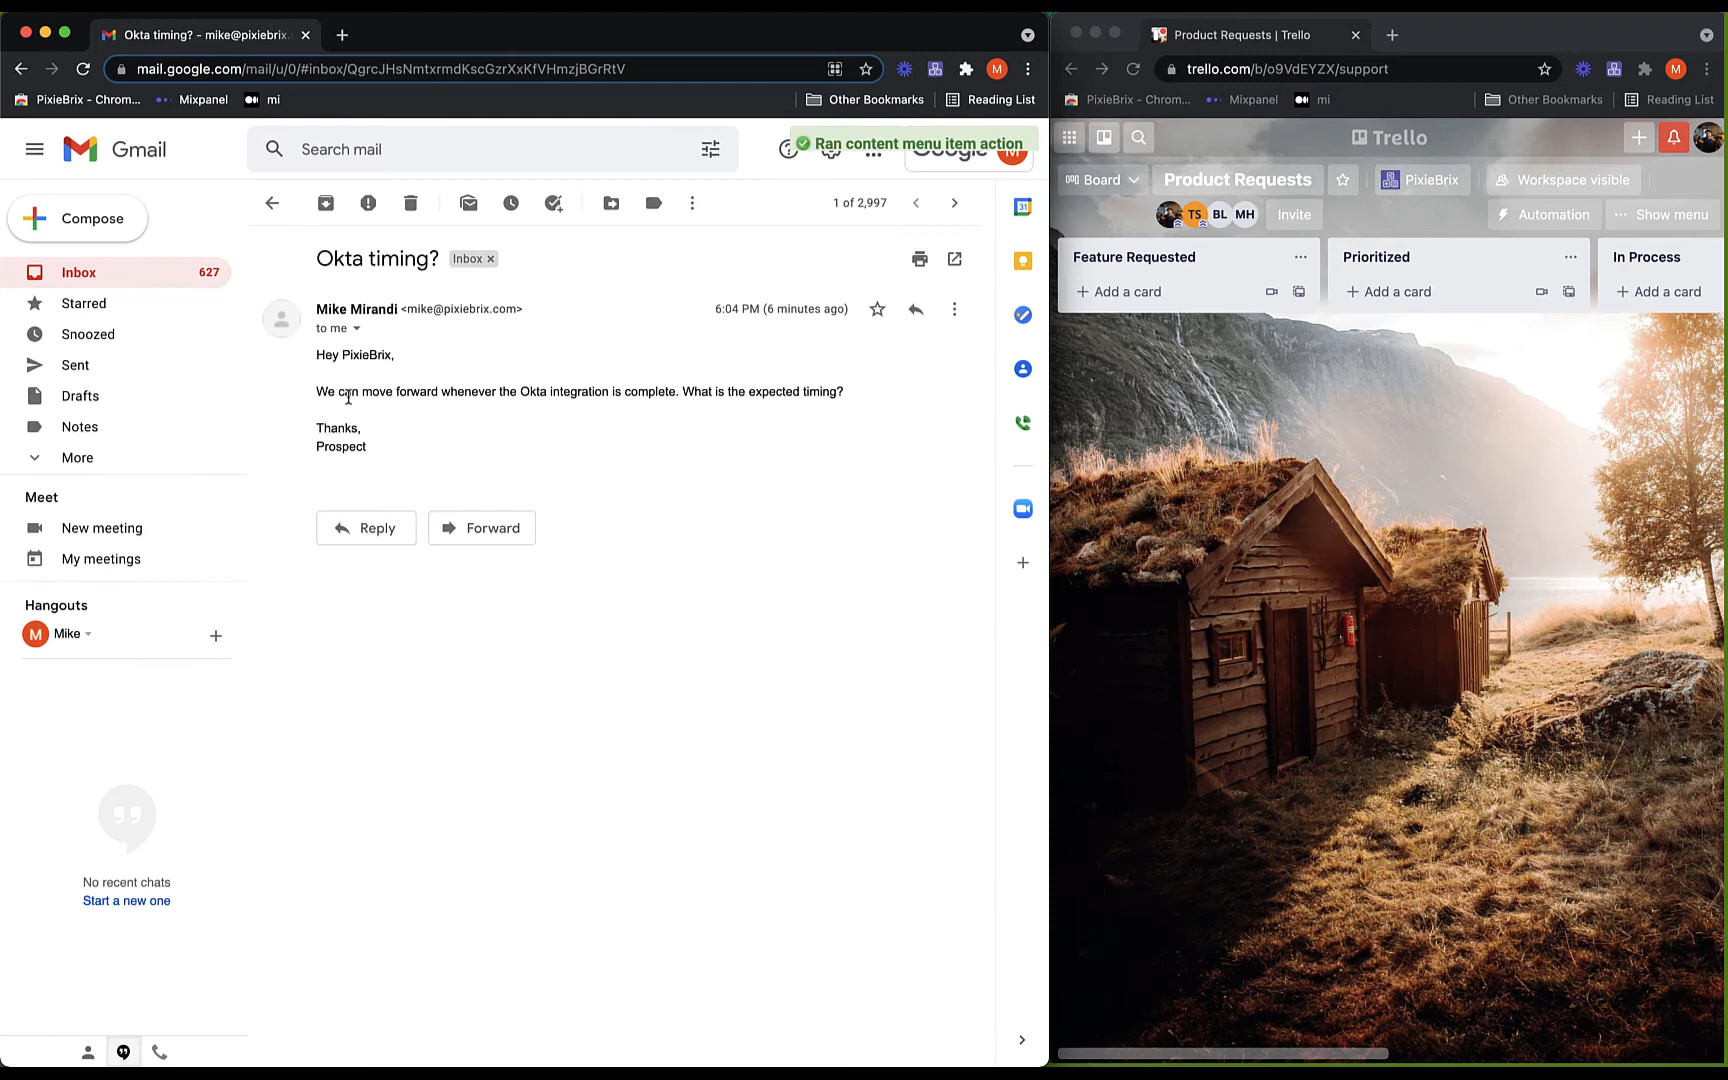 Okta timing? - mike@pixiebrix.
mail.google.com/mail/u/0/#inbox/QgrcJHsNmtxrmdKscGzrXxKfVHmzjBGrRtV
PixieBrix - Chrom...
Mixpanel
mi
Other Bookmarks
Reading List
Gmail
Search mail
Ran content menu item action
M
Compose
1 of 2,997
Inbox 627
Starred
Snoozed
Sent
Drafts
Notes
More
Meet
New meeting
My meetings
Hangouts
M Mike
No recent chats
Start a new one
Okta timing?
Inbox
Mike Mirandi <mike@pixiebrix.com>
6:04 PM (6 minutes ago)
to me
Hey PixieBrix,
We can move forward whenever the Okta integration is complete. What is the expected timing?
Thanks,
Prospect
Reply
Forward
31
Product Requests | Trello
trello.com/b/o9VdEYZX/support
M
PixieBrix - Chrom...
Mixpanel
mi
Other Bookmarks
Reading List
Trello
Board
Product Requests
PixieBrix
Workspace visible
TS BL MH
Invite
Automation
Show menu
Feature Requested
Add a card
Prioritized
Add a card
In Process
Add a card